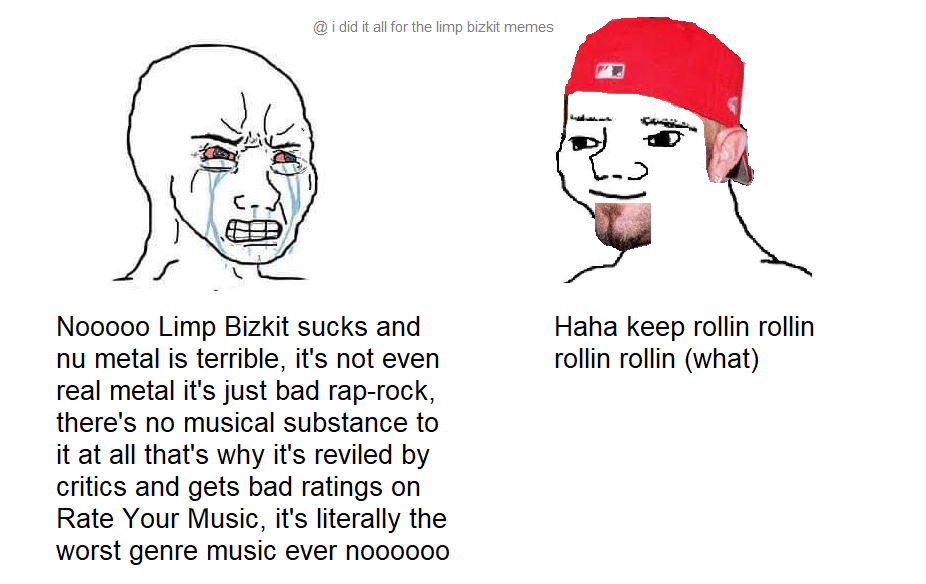 @ i did it all for the limp bizkit memes
Nooooo Limp Bizkit sucks and
nu metal is terrible, it's not even
real metal it's just bad rap-rock,
there's no musical substance to
it at all that's why it's reviled by
critics and gets bad ratings on
Rate Your Music, it's literally the
worst genre music ever noooooo
Haha keep rollin rollin
rollin rollin (what)